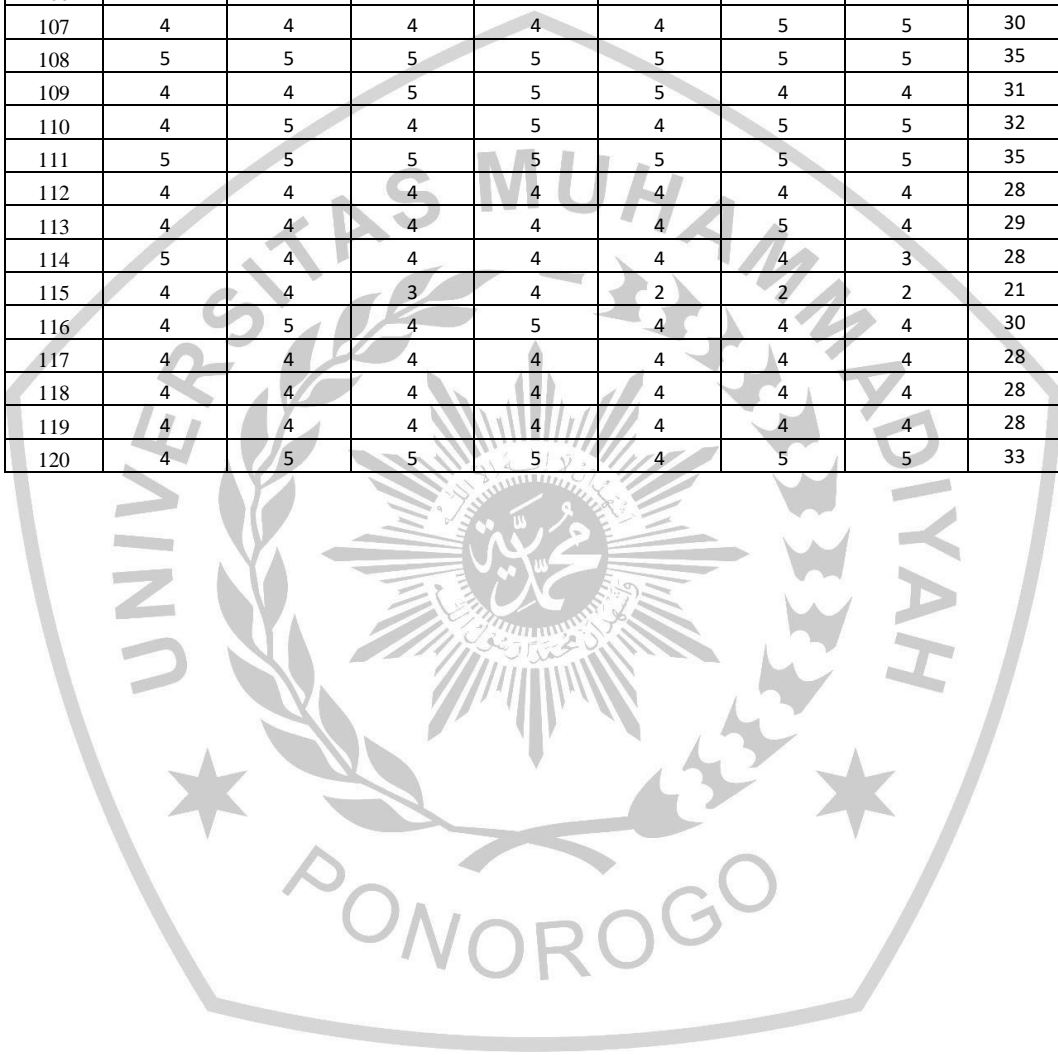 107 4 4 4 4 4 5 5 30
108 5 5 5 5 5 5 5 35
109 4 4 5 5 5 4 4 31
110 4 5 4 5 4 5 5 32
111 5 5 5 5 5 5 5 35
112 4 4 4 4 4 4 4 28
113 4 4 4 4 4 5 4 29
114 5 4 4 4 4 4 3 28
115 4 4 3 4 2 2 2 21
116 4 5 4 5 4 4 4 30
117 4 4 4 4 4 4 4 28
118 4 4 4 4 4 4 4 28
119 4 4 4 4 4 4 4 28
120 4 5 5 5 4 5 5 33
UNIVERSITAS MUHAMMADIYAH
PONOROGO
محمدية